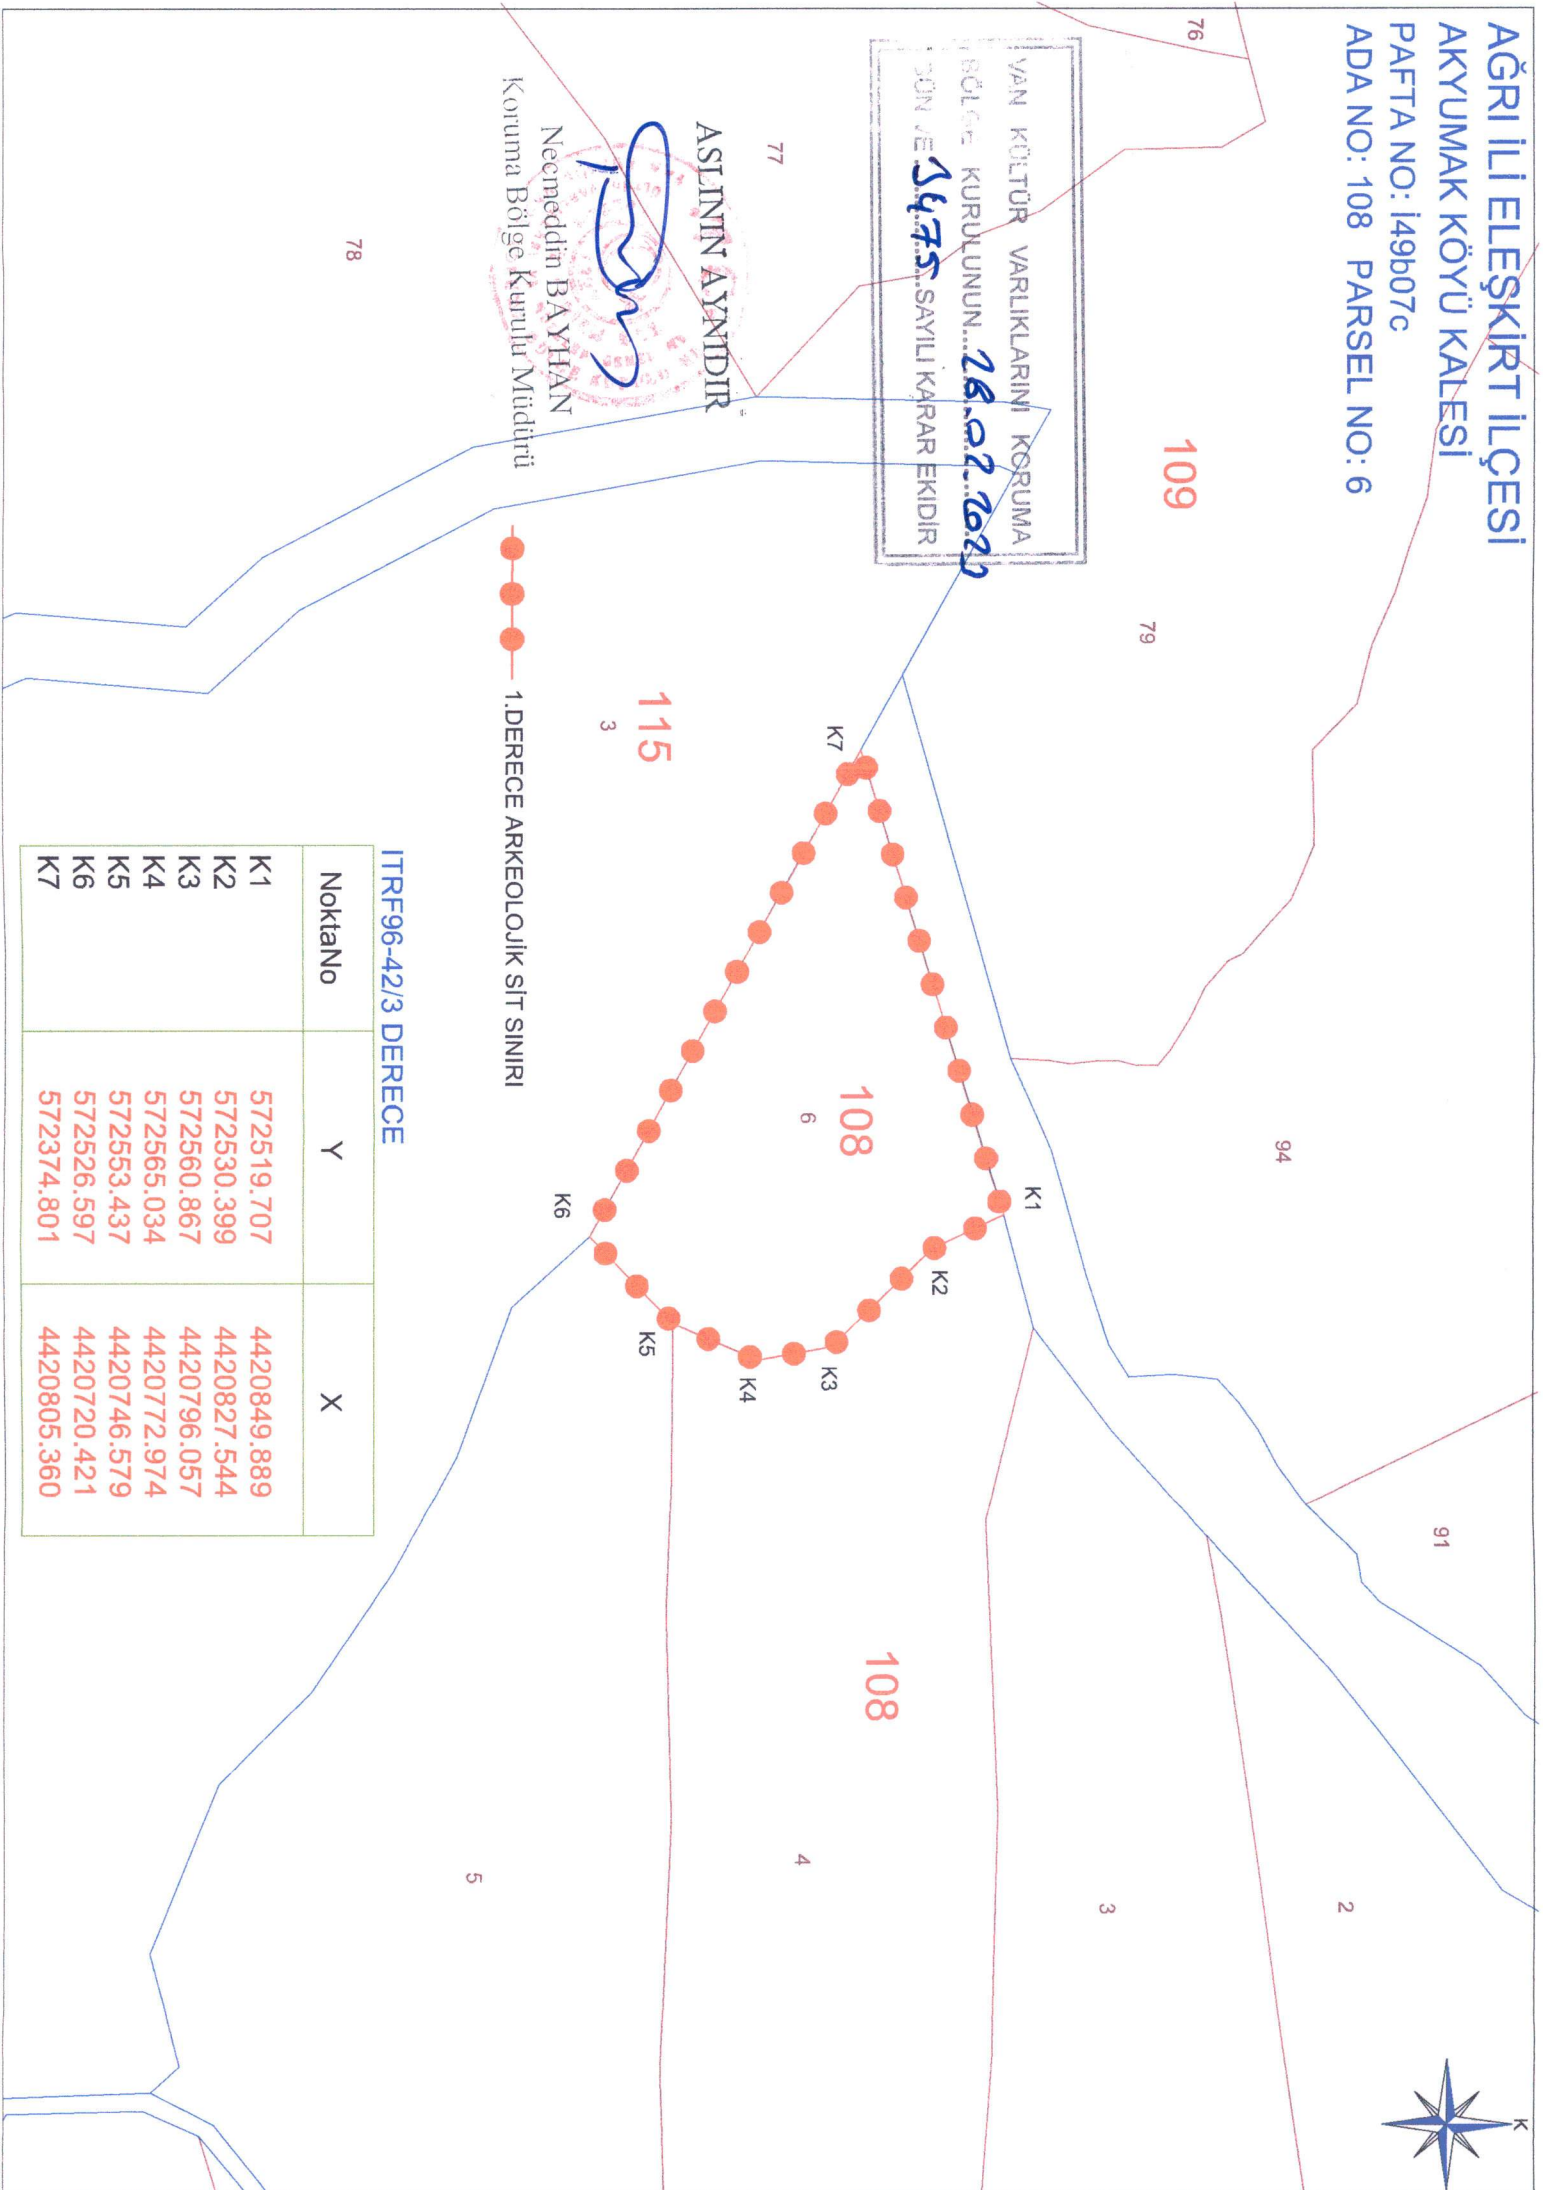 AĞRI İLİ ELEŞKİRT İLÇESİ
AKYUMAK KÖYÜ KALESİ
PAFTA NO: İ49b07c
ADA NO: 108 PARSEL NO: 6
K
76
77
78
109
79
94
91
VAN KÜLTÜR VARLIKLARINI KORUMA
BÖLGE KURULUNUN...28.02.2020
GÜN VE 3475 SAYILI KARAR EKİDİR
ASLININ AYNIDIR
Necmeddin BAYHAN
Koruma Bölge Kurulu Müdürü
115
3
K7
K1
K2
K3
K4
K5
K6
108
6
108
2
3
4
5
1.DERECE ARKEOLOJİK SİT SINIRI
ITRF96-42/3 DERECE
NoktaNo Y X
K1 572519.707 4420849.889
K2 572530.399 4420827.544
K3 572560.867 4420796.057
K4 572565.034 4420772.974
K5 572553.437 4420746.579
K6 572526.597 4420720.421
K7 572374.801 4420805.360